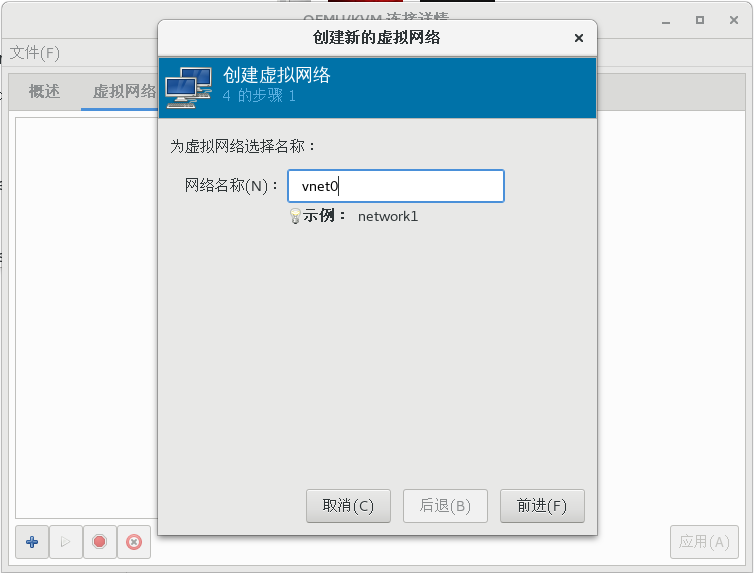 QEMU/KVM 连接详情
文件(F)
概述
虚拟网络
创建新的虚拟网络
创建虚拟网络
4 的步骤 1
为虚拟网络选择名称：
网络名称(N)： vnet0
示例： network1
取消(C) 后退(B) 前进(F)
应用(A)